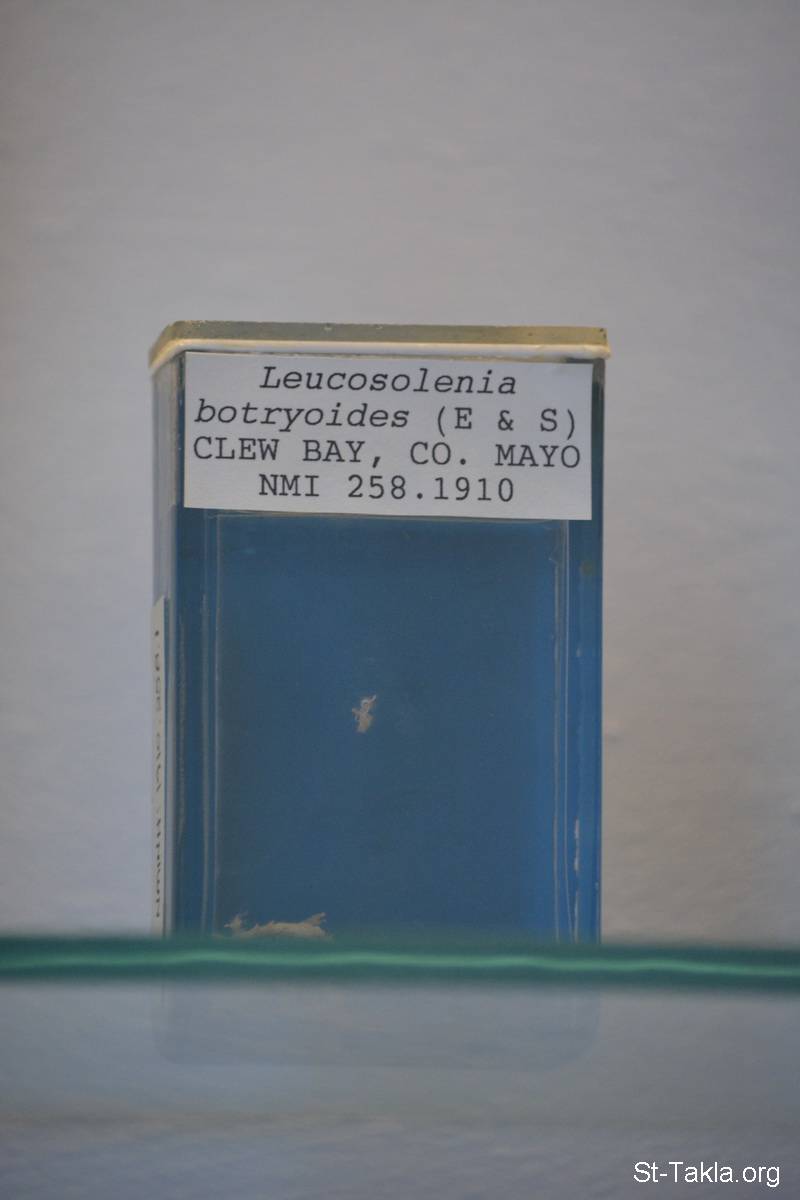 Leucosolenia
botryoides (E & S)
CLEW BAY, CO. MAYO
NMI 258.1910
St-Takla.org